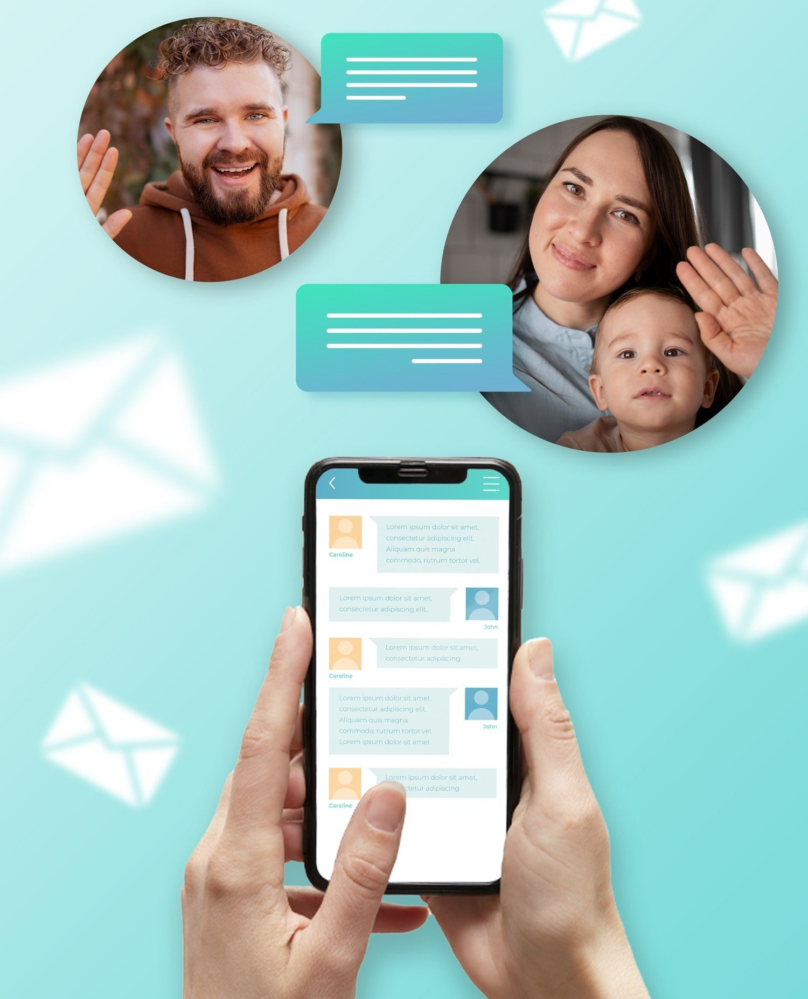 Lorem ipsum dolor sit amet,
consectetur adipiscing elit.
Aliquam quis magna
commodo, rutrum tortor vel.
Caroline
Lorem ipsum dolor sit amet,
consectetur adipiscing elit.
John
Lorem ipsum dolor sit amet,
consectetur adipiscing.
Caroline
Lorem ipsum dolor sit amet,
consectetur adipiscing elit.
Aliquam quis magna
commodo, rutrum tortor vel.
Lorem ipsum dolor sit amet.
John
Lorem ipsum dolor sit amet,
adipiscing.
Caroline